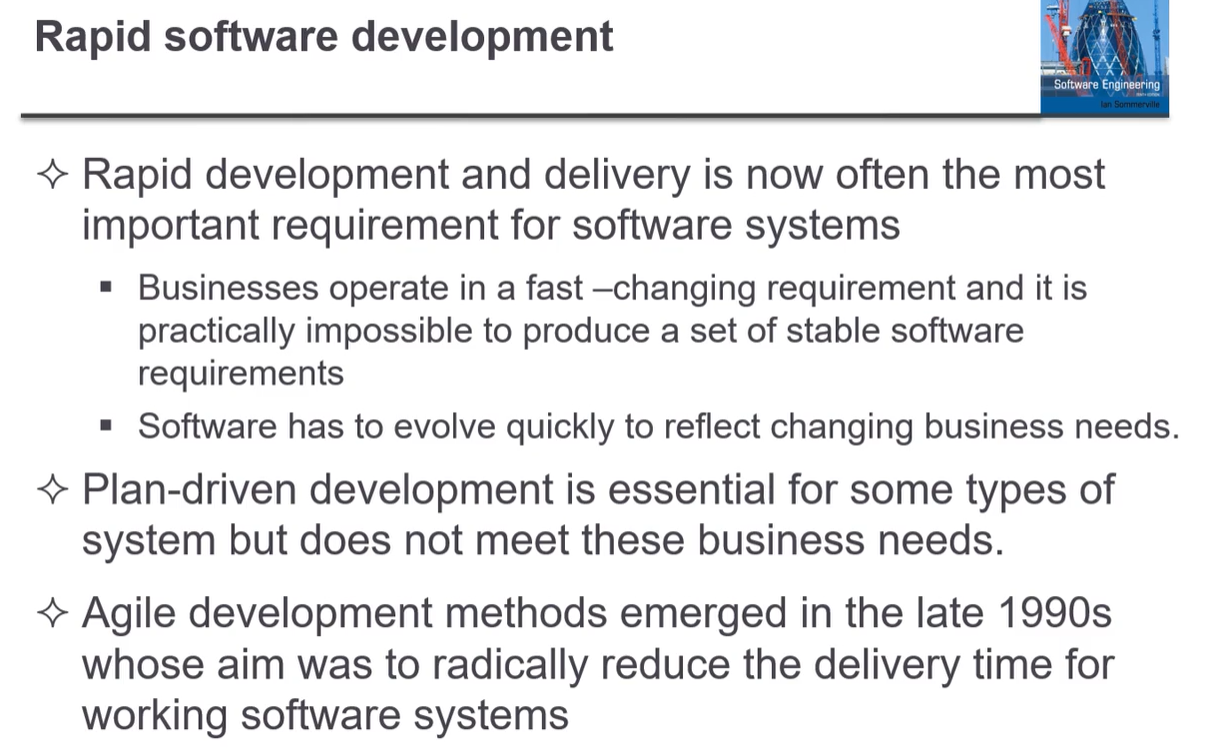 Rapid software development
Software Engineering
Ian Sommerville
✧ Rapid development and delivery is now often the most
important requirement for software systems
▪ Businesses operate in a fast –changing requirement and it is
practically impossible to produce a set of stable software
requirements
▪ Software has to evolve quickly to reflect changing business needs.
✧ Plan-driven development is essential for some types of
system but does not meet these business needs.
✧ Agile development methods emerged in the late 1990s
whose aim was to radically reduce the delivery time for
working software systems